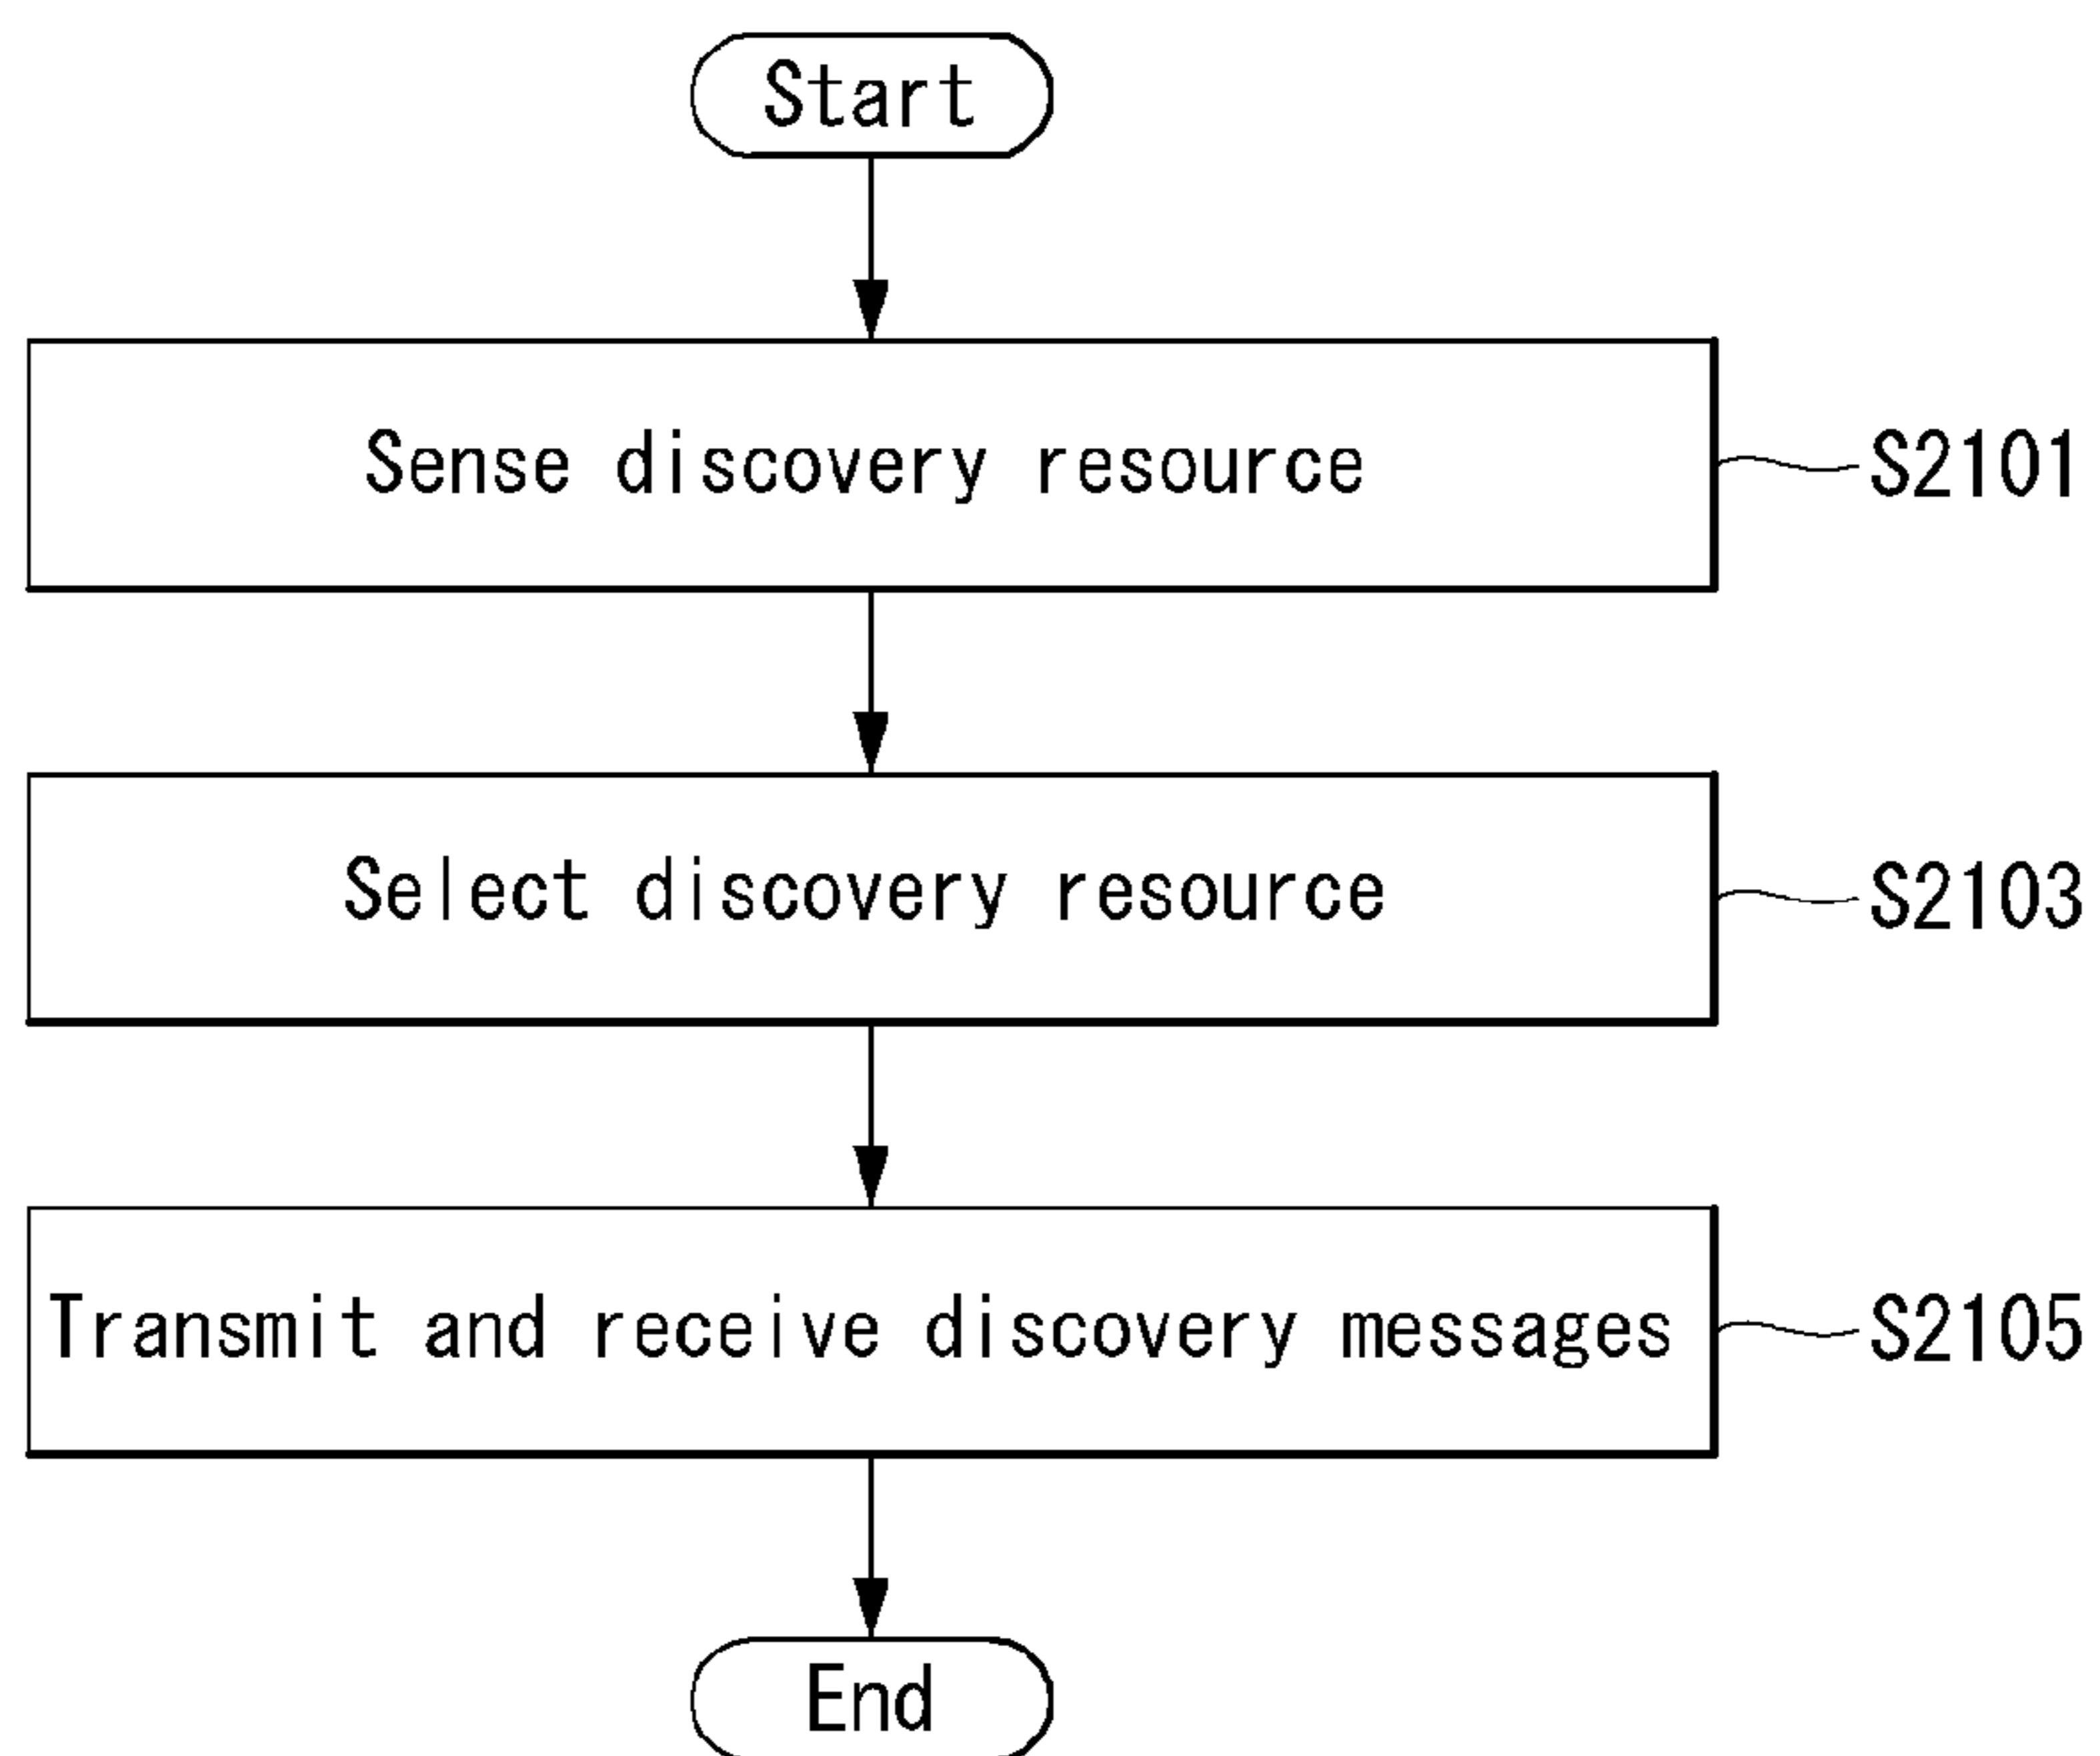 Start
Sense discovery resource
S2101
Select discovery resource
S2103
Transmit and receive discovery messages
S2105
End